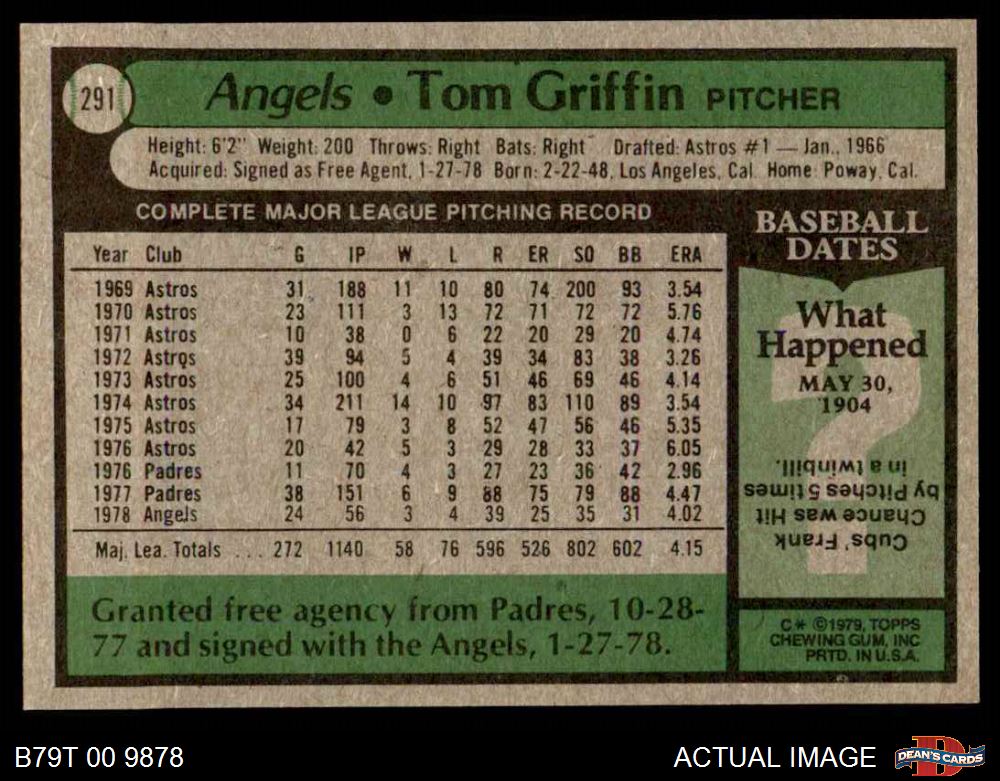 291 Angels • Tom Griffin PITCHER
Height: 6'2" Weight: 200 Throws: Right Bats: Right Drafted: Astros #1 — Jan., 1966
Acquired: Signed as Free Agent, 1-27-78 Born: 2-22-48, Los Angeles, Cal. Home: Poway, Cal.
COMPLETE MAJOR LEAGUE PITCHING RECORD
Year Club G IP W L R ER SO BB ERA
1969 Astros 31 188 11 10 80 74 200 93 3.54
1970 Astros 23 111 3 13 72 71 72 72 5.76
1971 Astros 10 38 0 6 22 20 29 20 4.74
1972 Astros 39 94 5 4 39 34 83 38 3.26
1973 Astros 25 100 4 6 51 46 69 46 4.14
1974 Astros 34 211 14 10 97 83 110 89 3.54
1975 Astros 17 79 3 8 52 47 56 46 5.35
1976 Astros 20 42 5 3 29 28 33 37 6.05
1976 Padres 11 70 4 3 27 23 36 42 2.96
1977 Padres 38 151 6 9 88 75 79 88 4.47
1978 Angels 24 56 3 4 39 25 35 31 4.02
Maj. Lea. Totals ... 272 1140 58 76 596 526 802 602 4.15
Granted free agency from Padres, 10-28-
77 and signed with the Angels, 1-27-78.
BASEBALL
DATES
What
Happened
MAY 30,
1904
?
Cubs' Frank
Chance was Hit
by Pitches 5 times
in a twinbill.
C* ©1979, TOPPS
CHEWING GUM, INC
PRTD. IN U.S.A.
B79T 00 9878
ACTUAL IMAGE
D
DEAN'S CARDS